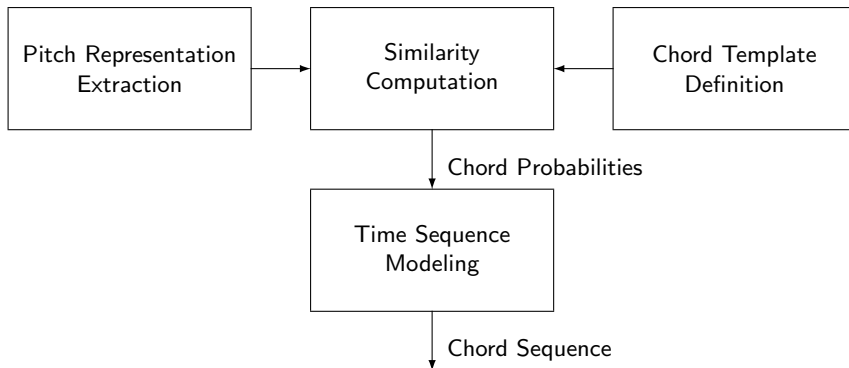 Pitch Representation
Extraction
Similarity
Computation
Chord Template
Definition
Chord Probabilities
Time Sequence
Modeling
Chord Sequence